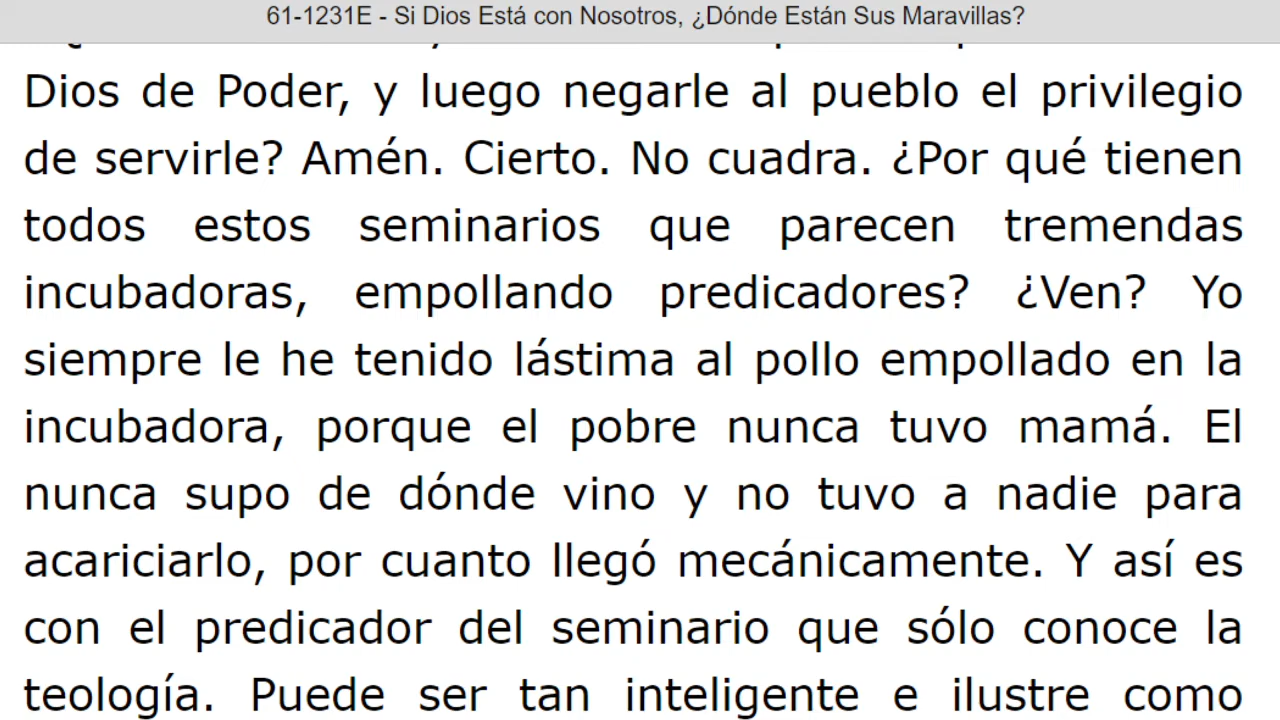 61-1231E - Si Dios Está con Nosotros, ¿Dónde Están Sus Maravillas?
Dios de Poder, y luego negarle al pueblo el privilegio
de servirle? Amén. Cierto. No cuadra. ¿Por qué tienen
todos estos seminarios que parecen tremendas
incubadoras, empollando predicadores? ¿Ven? Yo
siempre le he tenido lástima al pollo empollado en la
incubadora, porque el pobre nunca tuvo mamá. El
nunca supo de dónde vino y no tuvo a nadie para
acariciarlo, por cuanto llegó mecánicamente. Y así es
con el predicador del seminario que sólo conoce la
teología. Puede ser tan inteligente e ilustre como